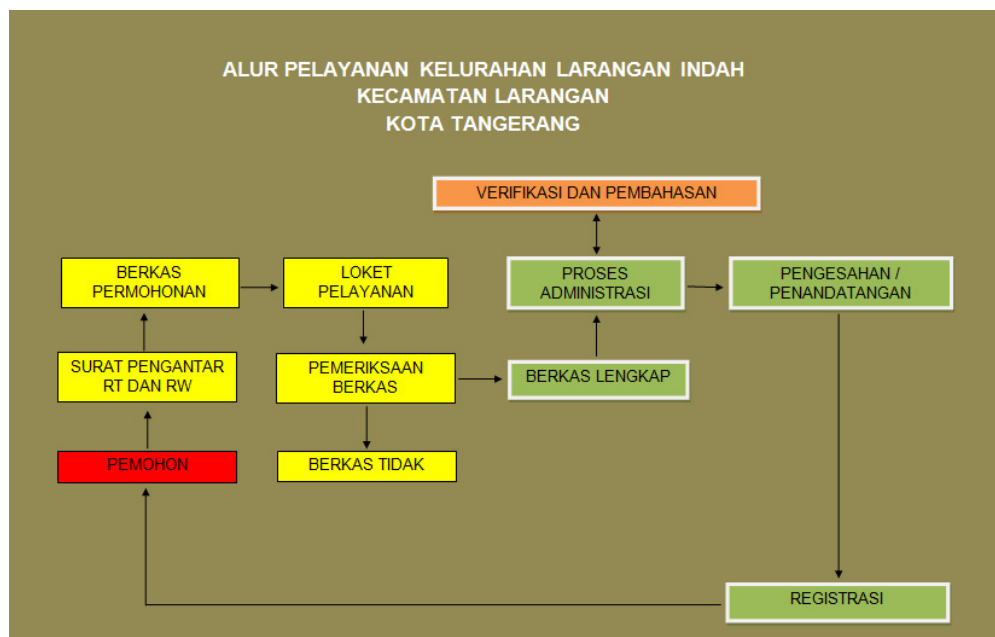 ALUR PELAYANAN KELURAHAN LARANGAN INDAH
KECAMATAN LARANGAN
KOTA TANGERANG
VERIFIKASI DAN PEMBAHASAN
BERKAS
PERMOHONAN
LOKET
PELAYANAN
PROSES
ADMINISTRASI
PENGESAHAN /
PENANDATANGAN
SURAT PENGANTAR
RT DAN RW
PEMERIKSAAN
BERKAS
BERKAS LENGKAP
PEMOHON
BERKAS TIDAK
REGISTRASI